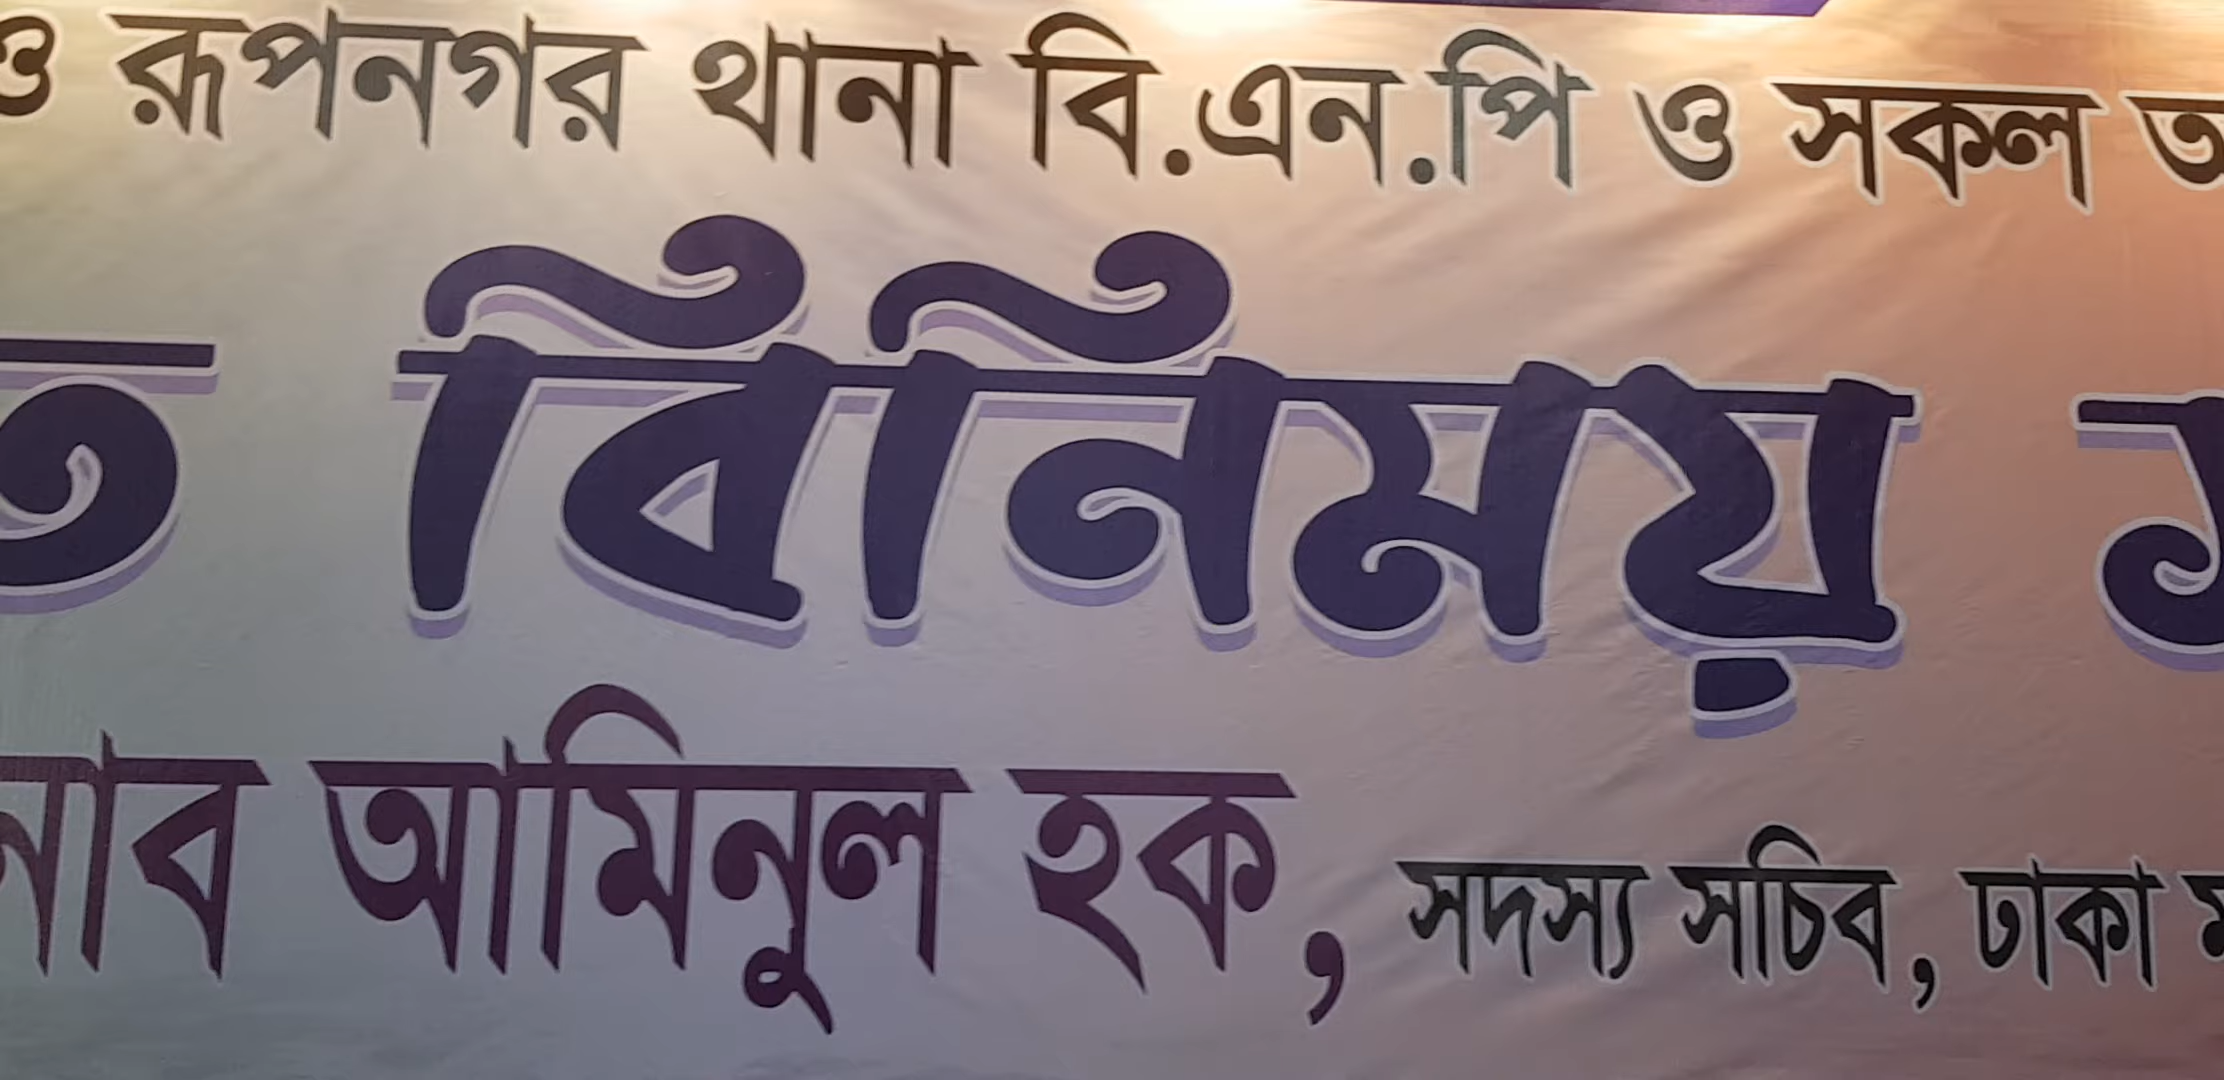 ও রূপনগর থানা বি.এন.পি ও সকল
বিনিময়
আমিনুল হক, সদস্য সচিব, ঢাকা